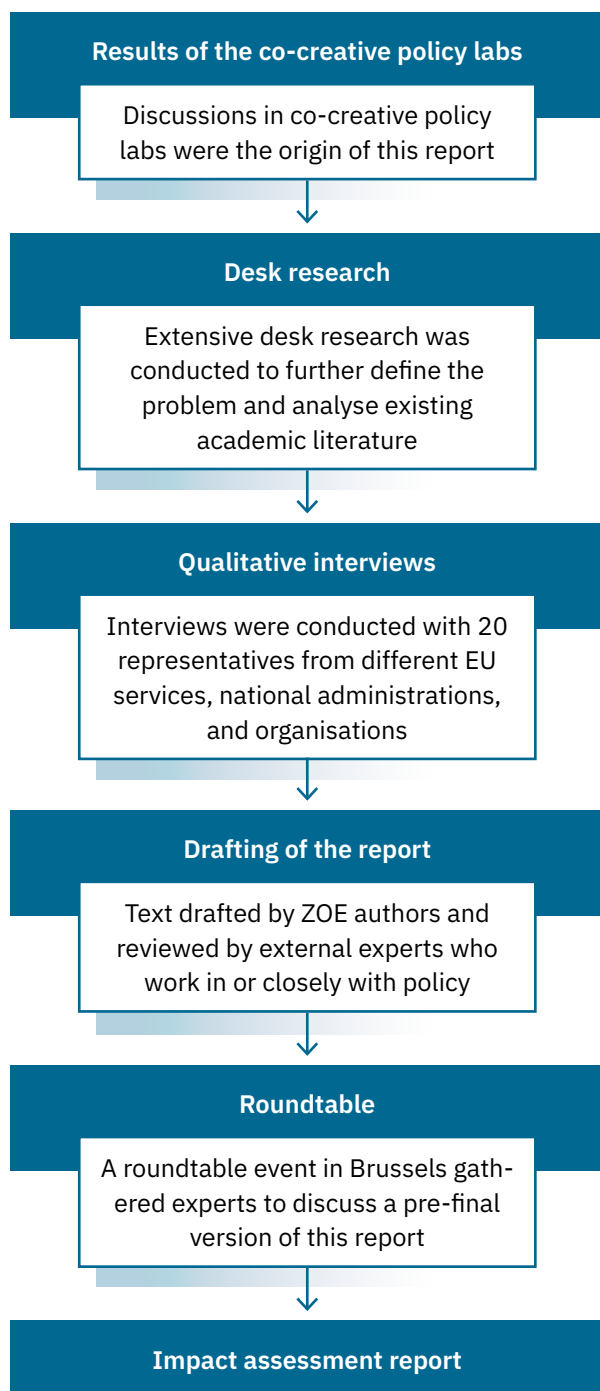 Results of the co-creative policy labs
Discussions in co-creative policy
labs were the origin of this report
Desk research
Extensive desk research was
conducted to further define the
problem and analyse existing
academic literature
Qualitative interviews
Interviews were conducted with 20
representatives from different EU
services, national administrations,
and organisations
Drafting of the report
Text drafted by ZOE authors and
reviewed by external experts who
work in or closely with policy
Roundtable
A roundtable event in Brussels gath-
ered experts to discuss a pre-final
version of this report
Impact assessment report